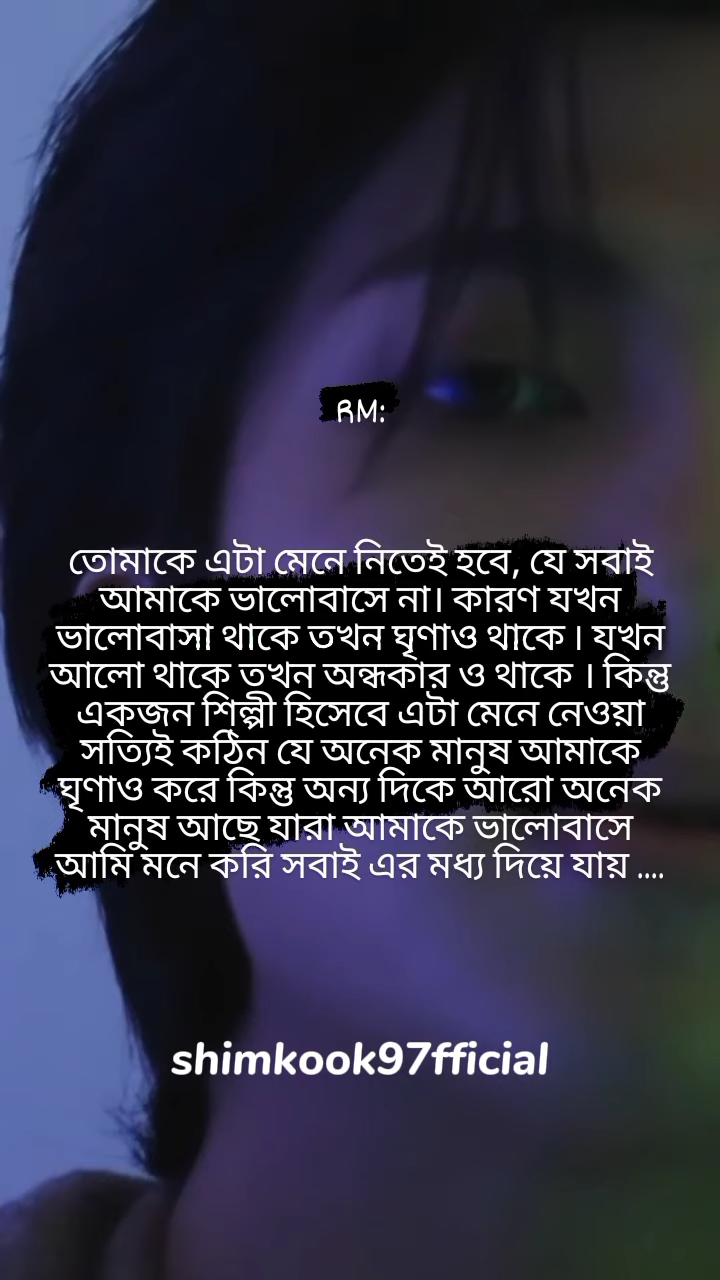 RM:
তোমাকে এটা মেনে নিতেই হবে, যে সবাই
আমাকে ভালোবাসে না। কারণ যখন
ভালোবাসা থাকে তখন ঘৃণাও থাকে । যখন
আলো থাকে তখন অন্ধকার ও থাকে । কিন্তু
একজন শিল্পী হিসেবে এটা মেনে নেওয়া
সত্যিই কঠিন যে অনেক মানুষ আমাকে
ঘৃণাও করে কিন্তু অন্য দিকে আরো অনেক
মানুষ আছে যারা আমাকে ভালোবাসে
আমি মনে করি সবাই এর মধ্য দিয়ে যায় ....
shimkook97fficial